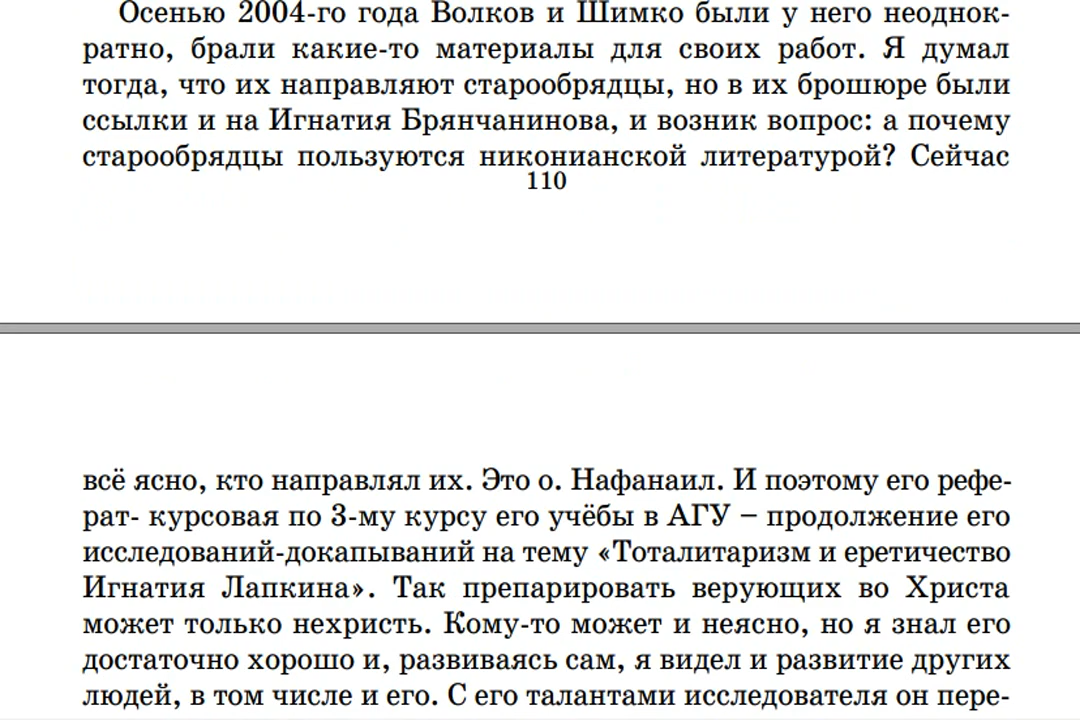 Осенью 2004-го года Волков и Шимко были у него неоднок-
ратно, брали какие-то материалы для своих работ. Я думал
тогда, что их направляют старообрядцы, но в их брошюре были
ссылки и на Игнатия Брянчанинова, и возник вопрос: а почему
старообрядцы пользуются никонианской литературой? Сейчас
110
всё ясно, кто направлял их. Это о. Нафанаил. И поэтому его рефе-
рат- курсовая по 3-му курсу его учёбы в АГУ – продолжение его
исследований-докапываний на тему «Тоталитаризм и еретичество
Игнатия Лапкина». Так препарировать верующих во Христа
может только нехристь. Кому-то может и неясно, но я знал его
достаточно хорошо и, развиваясь сам, я видел и развитие других
людей, в том числе и его. С его талантами исследователя он пере-